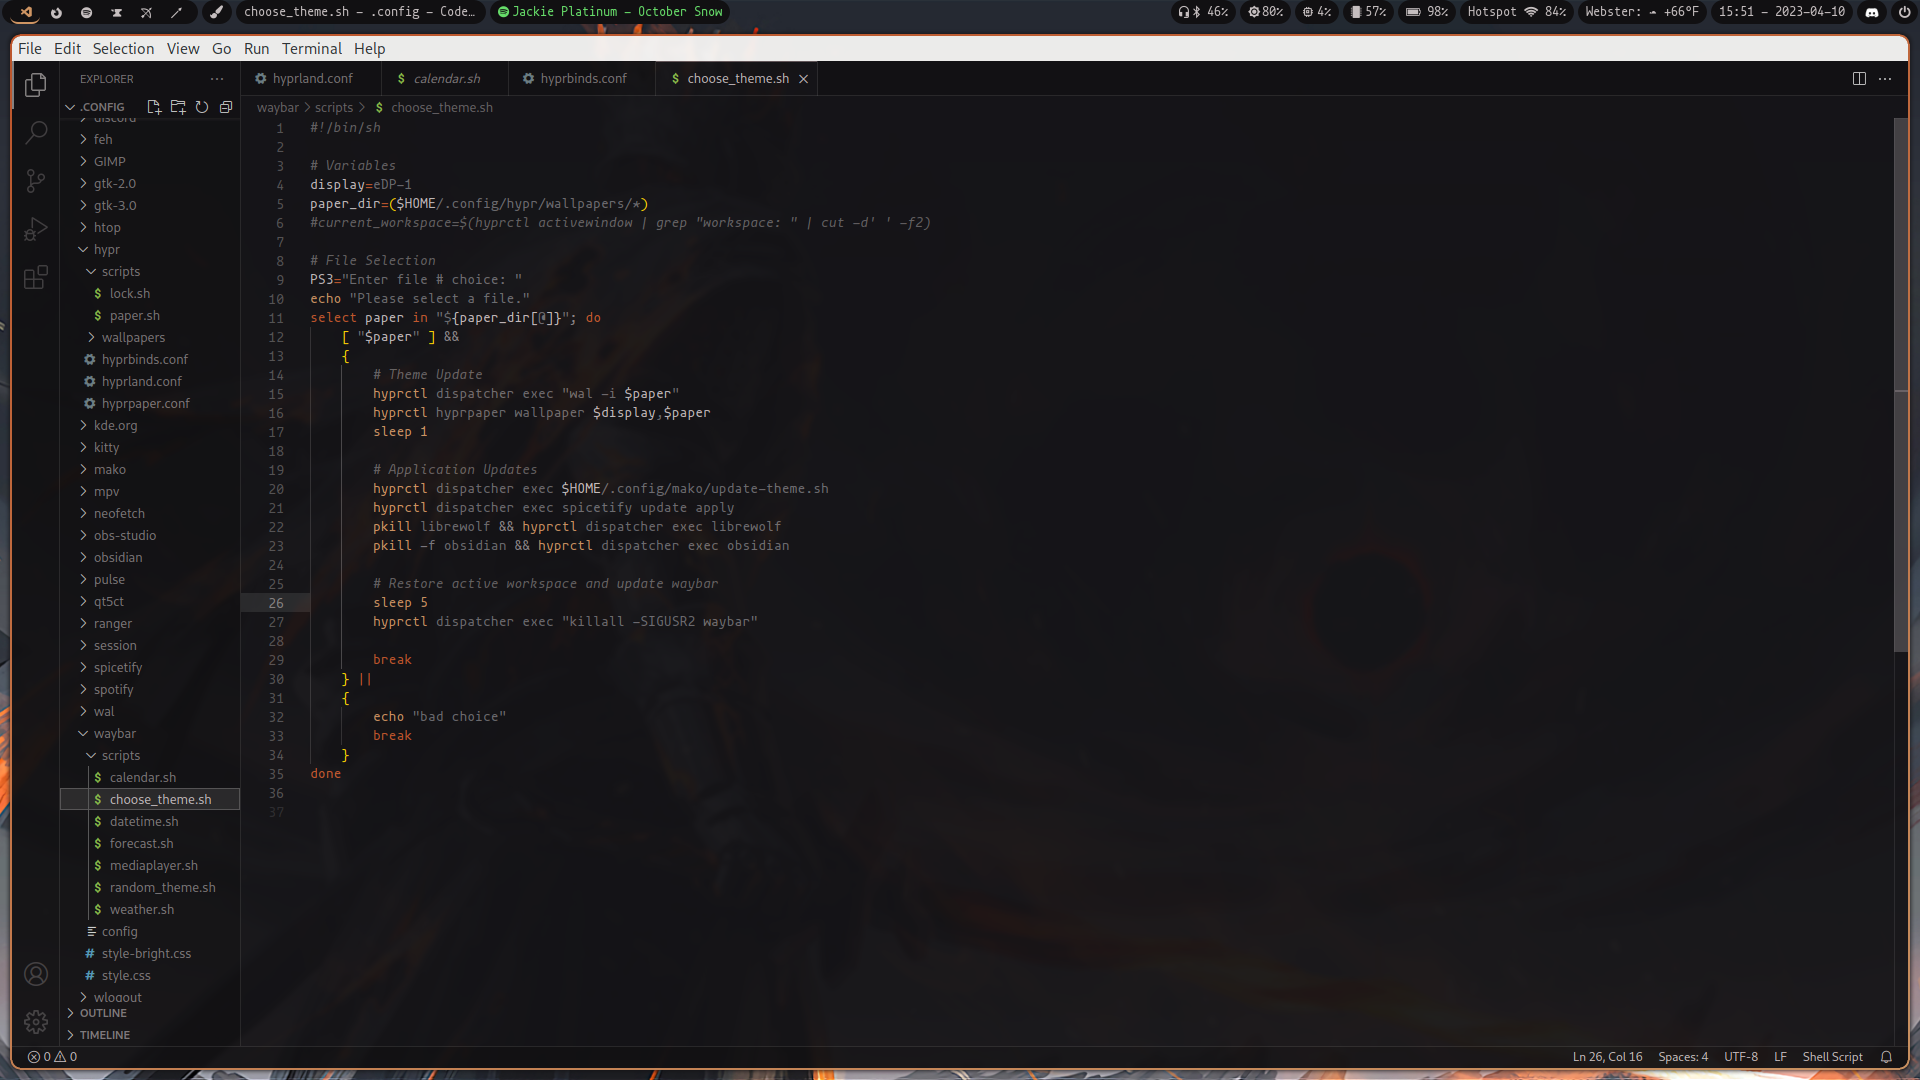 choose_theme.sh – .config – Code…
Jackie Platinum – October Snow
46%
80%
4%
57%
98%
Hotspot 84%
Webster: +66°F
15:51 – 2023-04-10
File Edit Selection View Go Run Terminal Help
EXPLORER
hyprland.conf
calendar.sh
hyprbinds.conf
choose_theme.sh
.CONFIG
waybar > scripts > $ choose_theme.sh
discord
feh
GIMP
gtk-2.0
gtk-3.0
htop
hypr
scripts
$ lock.sh
$ paper.sh
wallpapers
hyprbinds.conf
hyprland.conf
hyprpaper.conf
kde.org
kitty
mako
mpv
neofetch
obs-studio
obsidian
pulse
qt5ct
ranger
session
spicetify
spotify
wal
waybar
scripts
$ calendar.sh
$ choose_theme.sh
$ datetime.sh
$ forecast.sh
$ mediaplayer.sh
$ random_theme.sh
$ weather.sh
config
# style-bright.css
# style.css
wlogout
OUTLINE
TIMELINE
1 #!/bin/sh
2
3 # Variables
4 display=eDP-1
5 paper_dir=($HOME/.config/hypr/wallpapers/*)
6 #current_workspace=$(hyprctl activewindow | grep "workspace: " | cut -d' ' -f2)
7
8 # File Selection
9 PS3="Enter file # choice: "
10 echo "Please select a file."
11 select paper in "${paper_dir[@]}"; do
12     [ "$paper" ] &&
13     {
14         # Theme Update
15         hyprctl dispatcher exec "wal -i $paper"
16         hyprctl hyprpaper wallpaper $display,$paper
17         sleep 1
18
19         # Application Updates
20         hyprctl dispatcher exec $HOME/.config/mako/update-theme.sh
21         hyprctl dispatcher exec spicetify update apply
22         pkill librewolf && hyprctl dispatcher exec librewolf
23         pkill -f obsidian && hyprctl dispatcher exec obsidian
24
25         # Restore active workspace and update waybar
26         sleep 5
27         hyprctl dispatcher exec "killall -SIGUSR2 waybar"
28
29         break
30     } ||
31     {
32         echo "bad choice"
33         break
34     }
35 done
36
37
0 0
Ln 26, Col 16 Spaces: 4 UTF-8 LF Shell Script